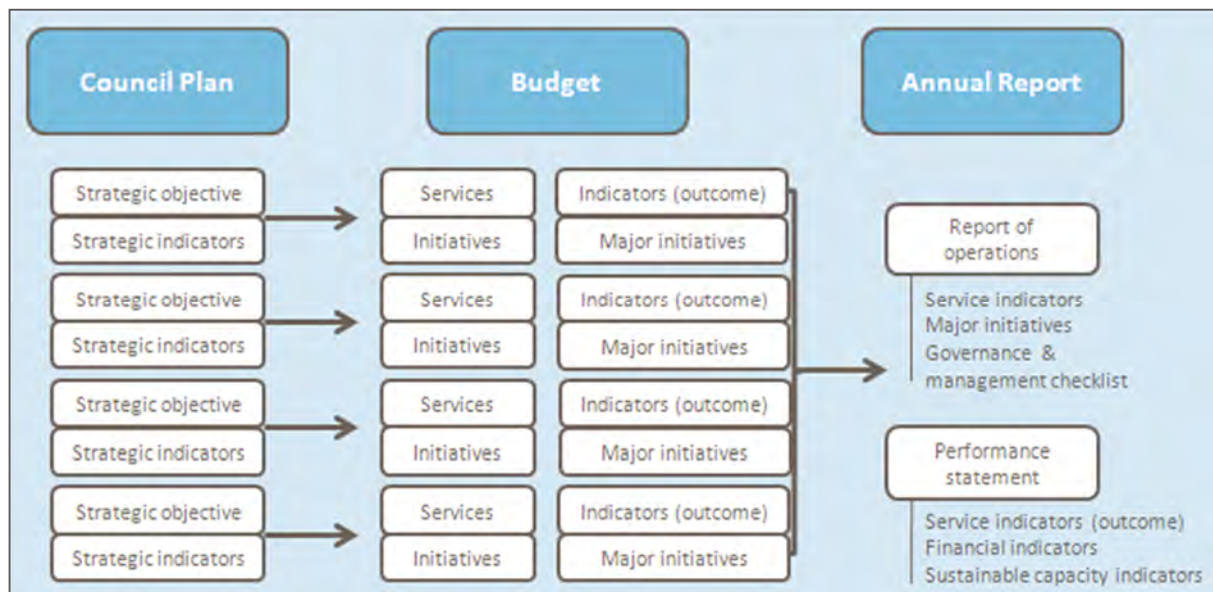 Council Plan
Budget
Annual Report
Strategic objective
Strategic indicators
Services
Initiatives
Indicators (outcome)
Major initiatives
Strategic objective
Strategic indicators
Services
Initiatives
Indicators (outcome)
Major initiatives
Strategic objective
Strategic indicators
Services
Initiatives
Indicators (outcome)
Major initiatives
Strategic objective
Strategic indicators
Services
Initiatives
Indicators (outcome)
Major initiatives
Report of
operations
Service indicators
Major initiatives
Governance &
management checklist
Performance
statement
Service indicators (outcome)
Financial indicators
Sustainable capacity indicators